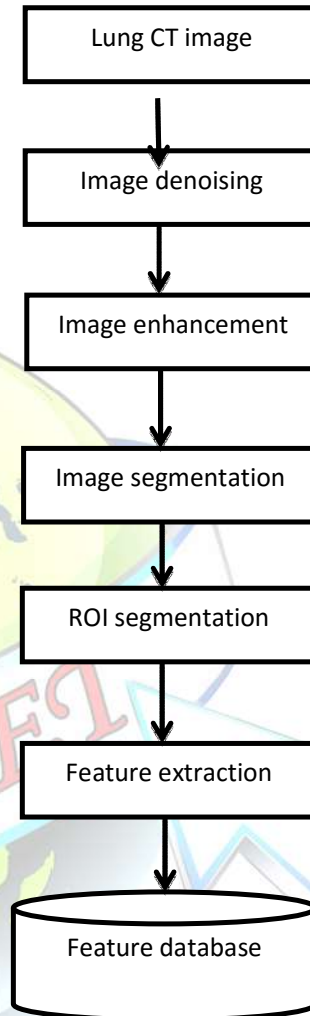 Lung CT image
Image denoising
Image enhancement
Image segmentation
ROI segmentation
Feature extraction
Feature database